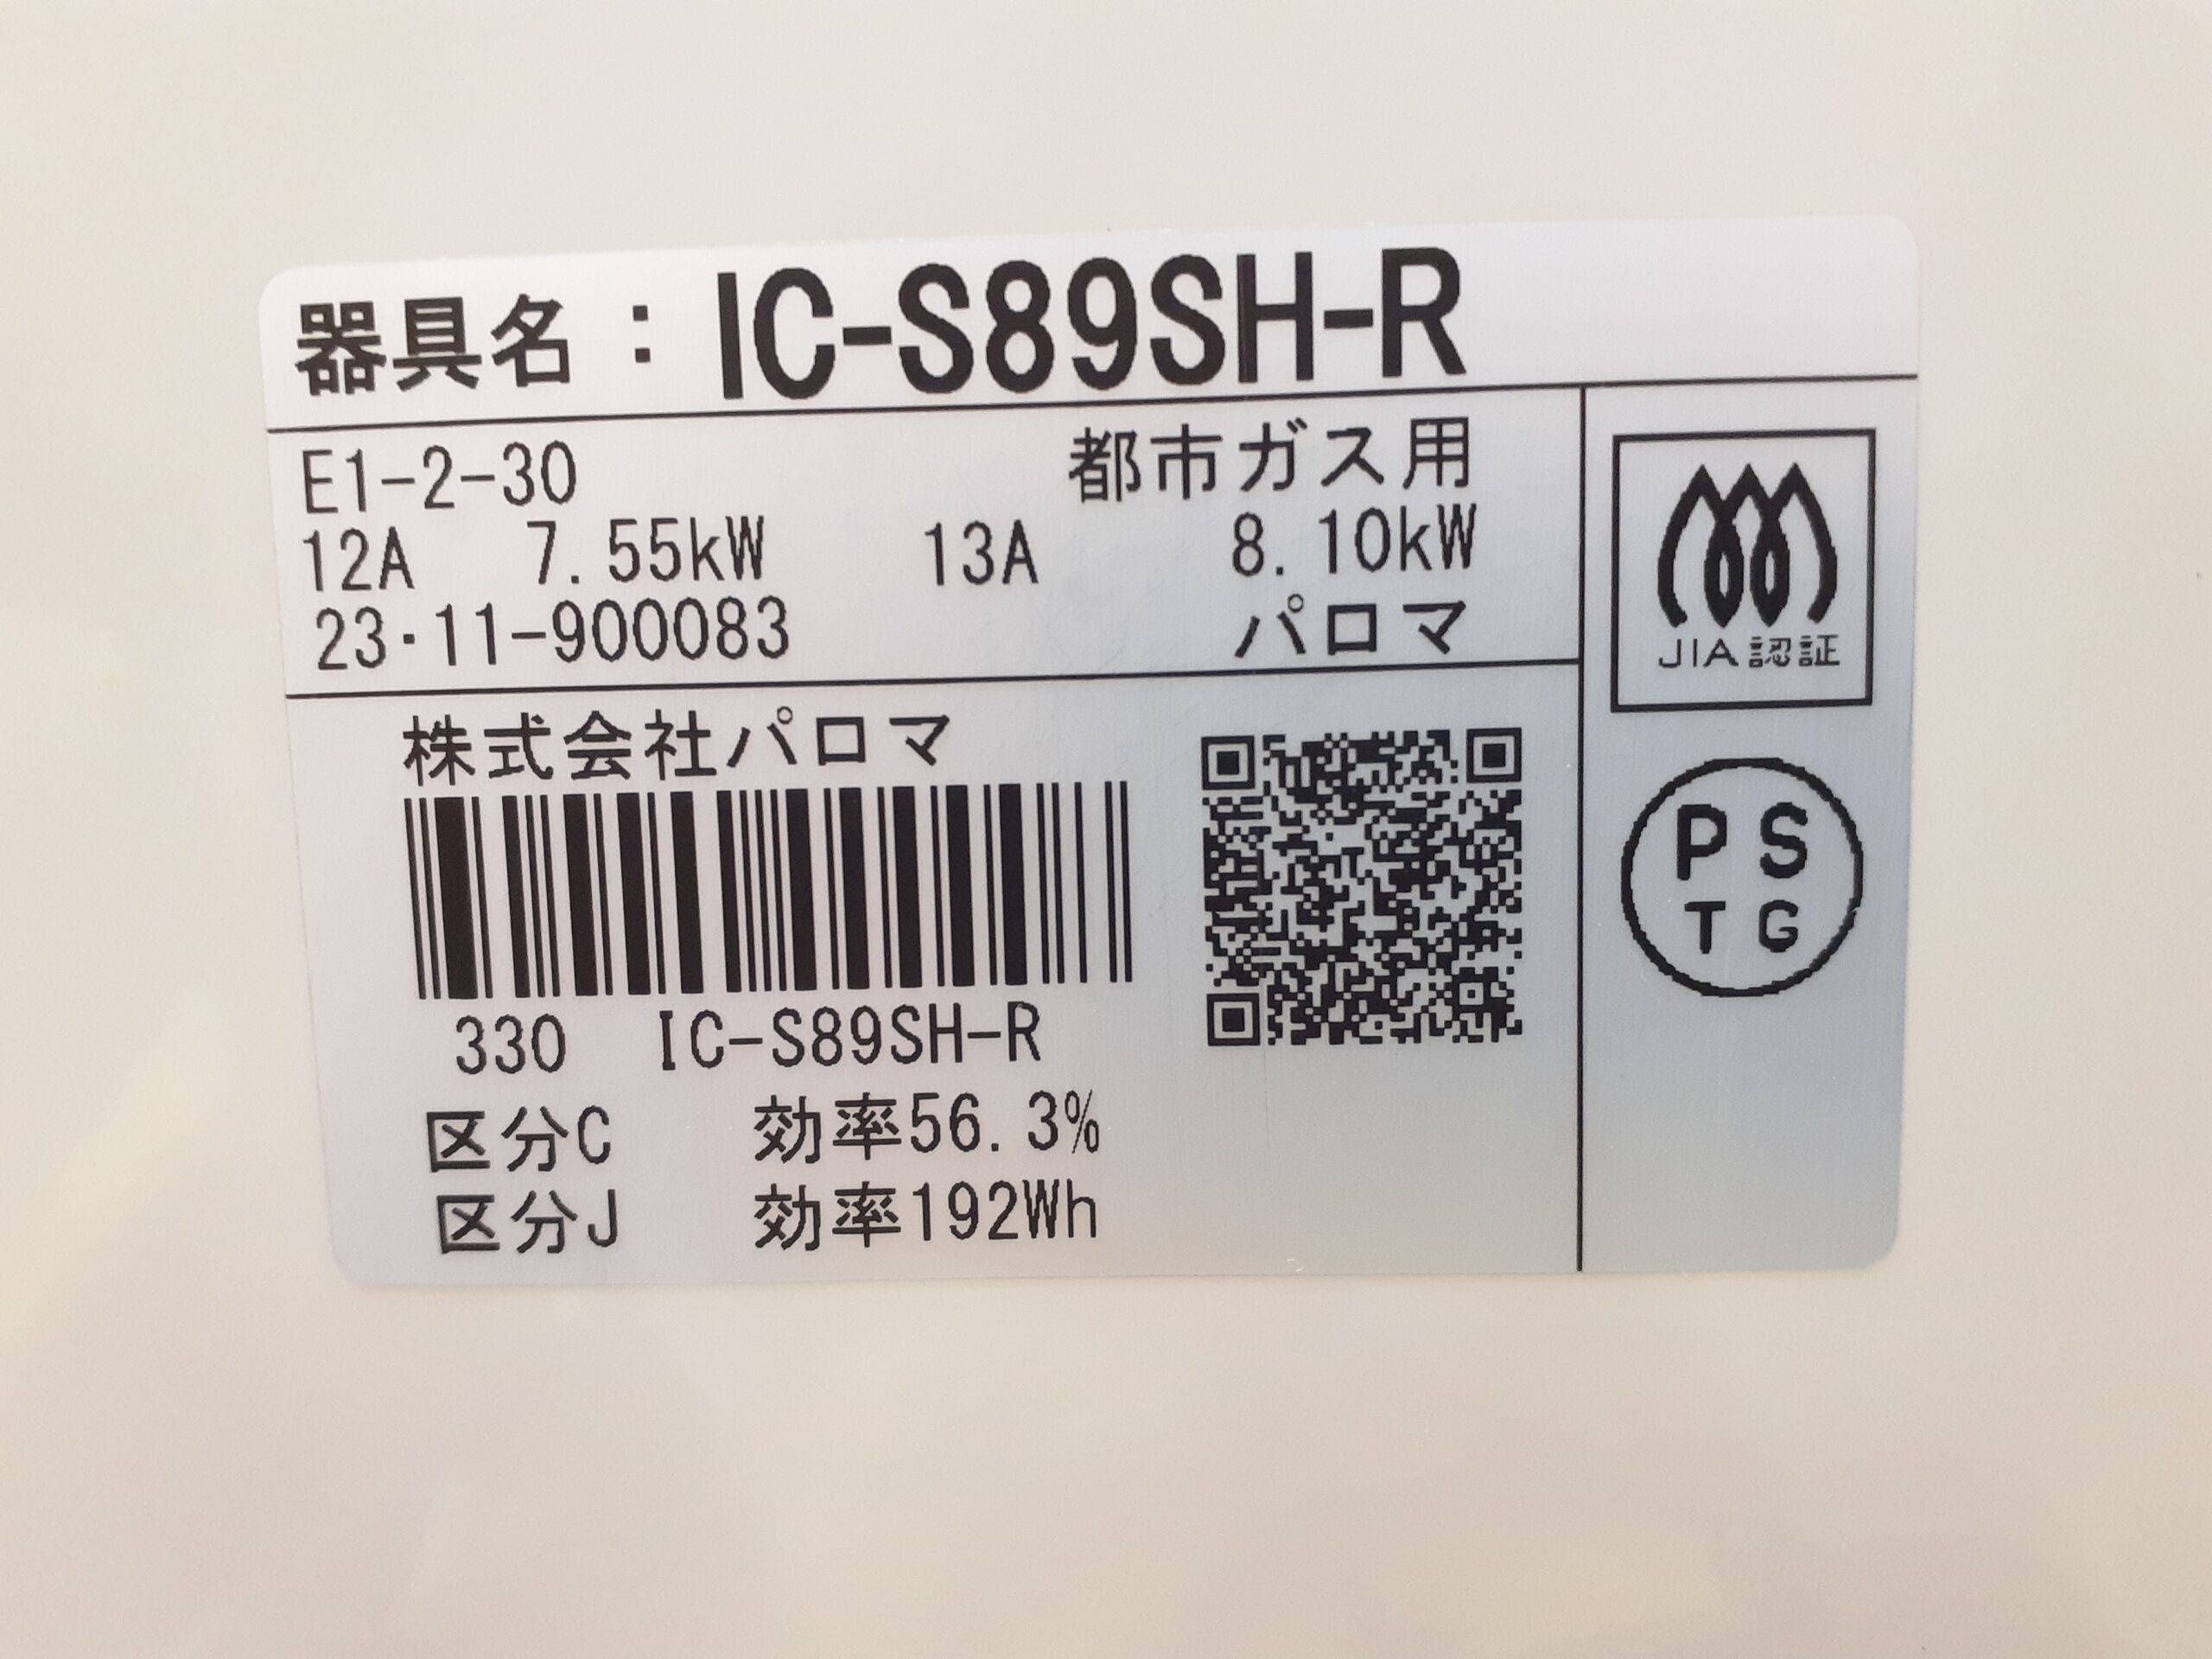 器具名：IC-S89SH-R
E1-2-30 都市ガス用
12A 7.55kW 13A 8.10kW
23・11-900083 パロマ
JIA認証
株式会社パロマ
PS
TG
330 IC-S89SH-R
区分C 効率56.3%
区分J 効率192Wh